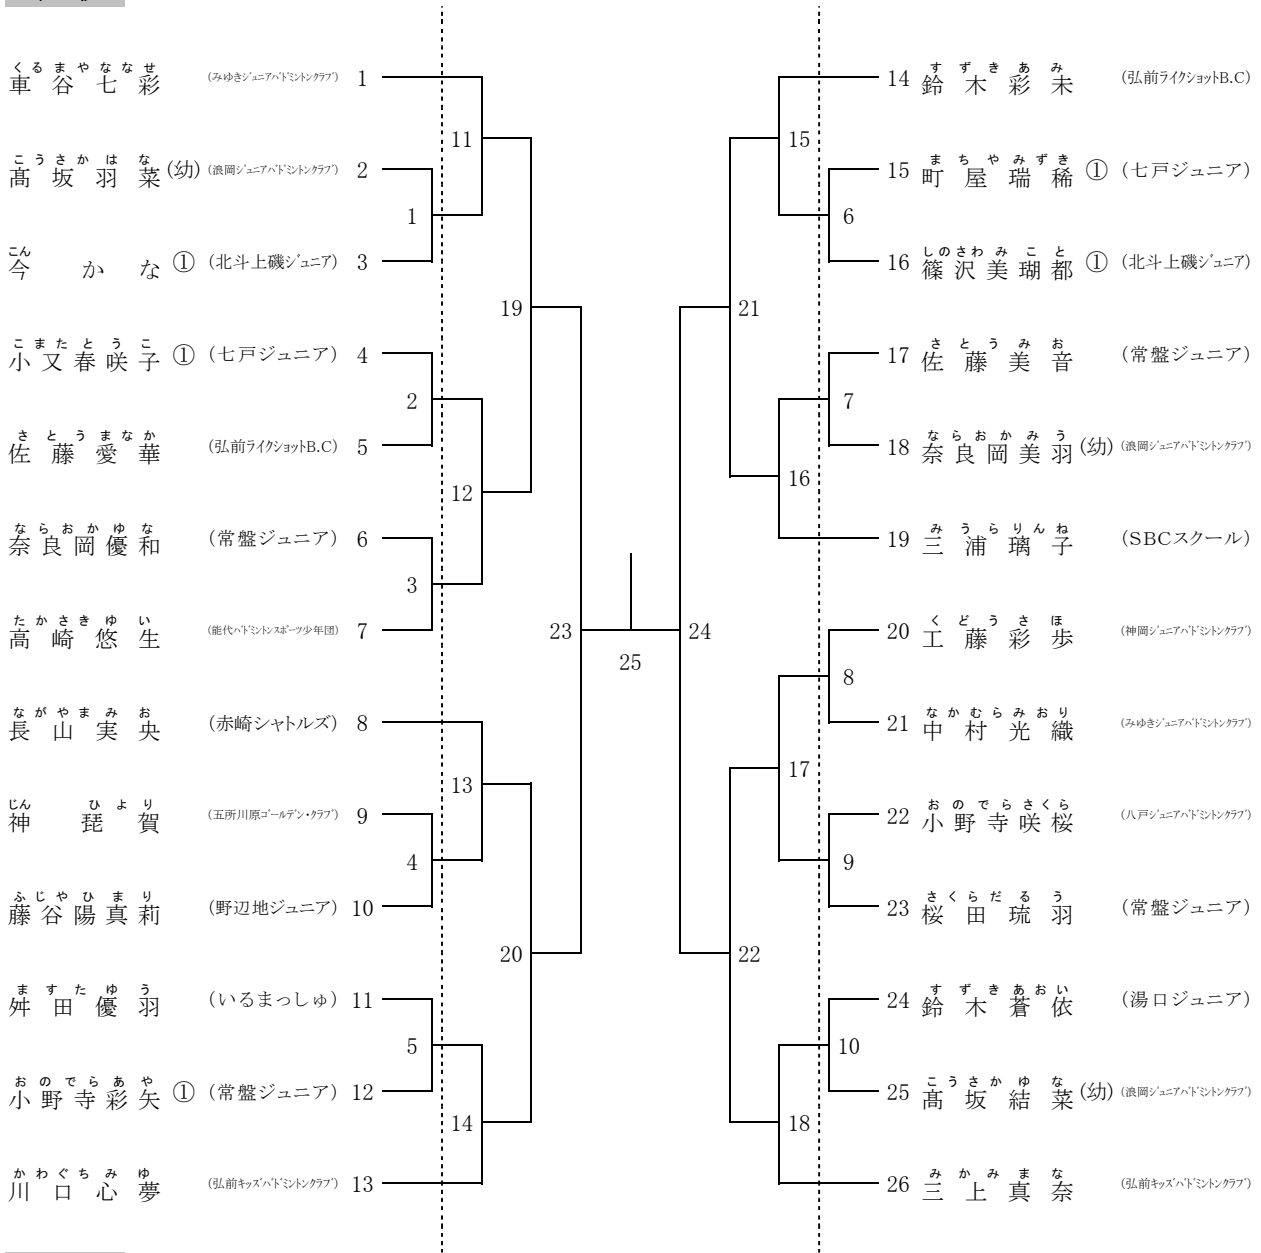 くるまやななせ
車谷七彩 (みゆきジュニアバドミントンクラブ) 1
こうさかはな
髙坂羽菜 (幼) (浪岡ジュニアバドミントンクラブ) 2
こん
今かな ① (北斗上磯ジュニア) 3
こまたとうこ
小又春咲子 ① (七戸ジュニア) 4
さとうまなか
佐藤愛華 (弘前ライクショットB.C) 5
ならおかゆな
奈良岡優和 (常盤ジュニア) 6
たかさきゆい
高崎悠生 (能代バドミントンスポーツ少年団) 7
ながやまみお
長山実央 (赤崎シャトルズ) 8
じん ひより
神琵賀 (五所川原ゴールデン・クラブ) 9
ふじやひまり
藤谷陽真莉 (野辺地ジュニア) 10
ますたゆう
舛田優羽 (いるまっしゅ) 11
おのでらあや
小野寺彩矢 ① (常盤ジュニア) 12
かわぐちみゆ
川口心夢 (弘前キッズバドミントンクラブ) 13
11
1
19
2
12
3
23
13
4
20
5
14
25
15
6
21
7
16
24
8
17
9
22
10
18
すずきあみ
14 鈴木彩未 (弘前ライクショットB.C)
まちやみずき
15 町屋瑞稀 ① (七戸ジュニア)
しのさわみこと
16 篠沢美瑚都 ① (北斗上磯ジュニア)
さとうみお
17 佐藤美音 (常盤ジュニア)
ならおかみう
18 奈良岡美羽 (幼) (浪岡ジュニアバドミントンクラブ)
みうらりんね
19 三浦璃子 (SBCスクール)
くどうさほ
20 工藤彩歩 (神岡ジュニアバドミントンクラブ)
なかむらみおり
21 中村光織 (みゆきジュニアバドミントンクラブ)
おのでらさくら
22 小野寺咲桜 (八戸ジュニアバドミントンクラブ)
さくらだるう
23 桜田琉羽 (常盤ジュニア)
すずきあおい
24 鈴木蒼依 (湯口ジュニア)
こうさかゆな
25 髙坂結菜 (幼) (浪岡ジュニアバドミントンクラブ)
みかみまな
26 三上真奈 (弘前キッズバドミントンクラブ)